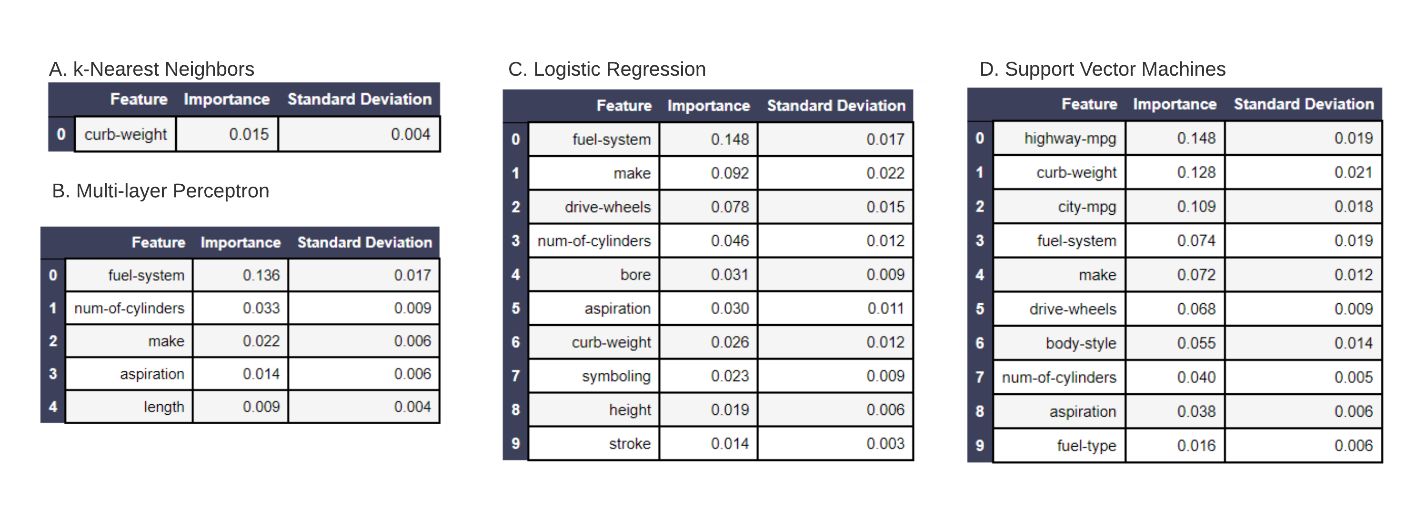 A. k-Nearest Neighbors
Feature Importance Standard Deviation
0 curb-weight 0.015 0.004
B. Multi-layer Perceptron
Feature Importance Standard Deviation
0 fuel-system 0.136 0.017
1 num-of-cylinders 0.033 0.009
2 make 0.022 0.006
3 aspiration 0.014 0.006
4 length 0.009 0.004
C. Logistic Regression
Feature Importance Standard Deviation
0 fuel-system 0.148 0.017
1 make 0.092 0.022
2 drive-wheels 0.078 0.015
3 num-of-cylinders 0.046 0.012
4 bore 0.031 0.009
5 aspiration 0.030 0.011
6 curb-weight 0.026 0.012
7 symboling 0.023 0.009
8 height 0.019 0.006
9 stroke 0.014 0.003
D. Support Vector Machines
Feature Importance Standard Deviation
0 highway-mpg 0.148 0.019
1 curb-weight 0.128 0.021
2 city-mpg 0.109 0.018
3 fuel-system 0.074 0.019
4 make 0.072 0.012
5 drive-wheels 0.068 0.009
6 body-style 0.055 0.014
7 num-of-cylinders 0.040 0.005
8 aspiration 0.038 0.006
9 fuel-type 0.016 0.006